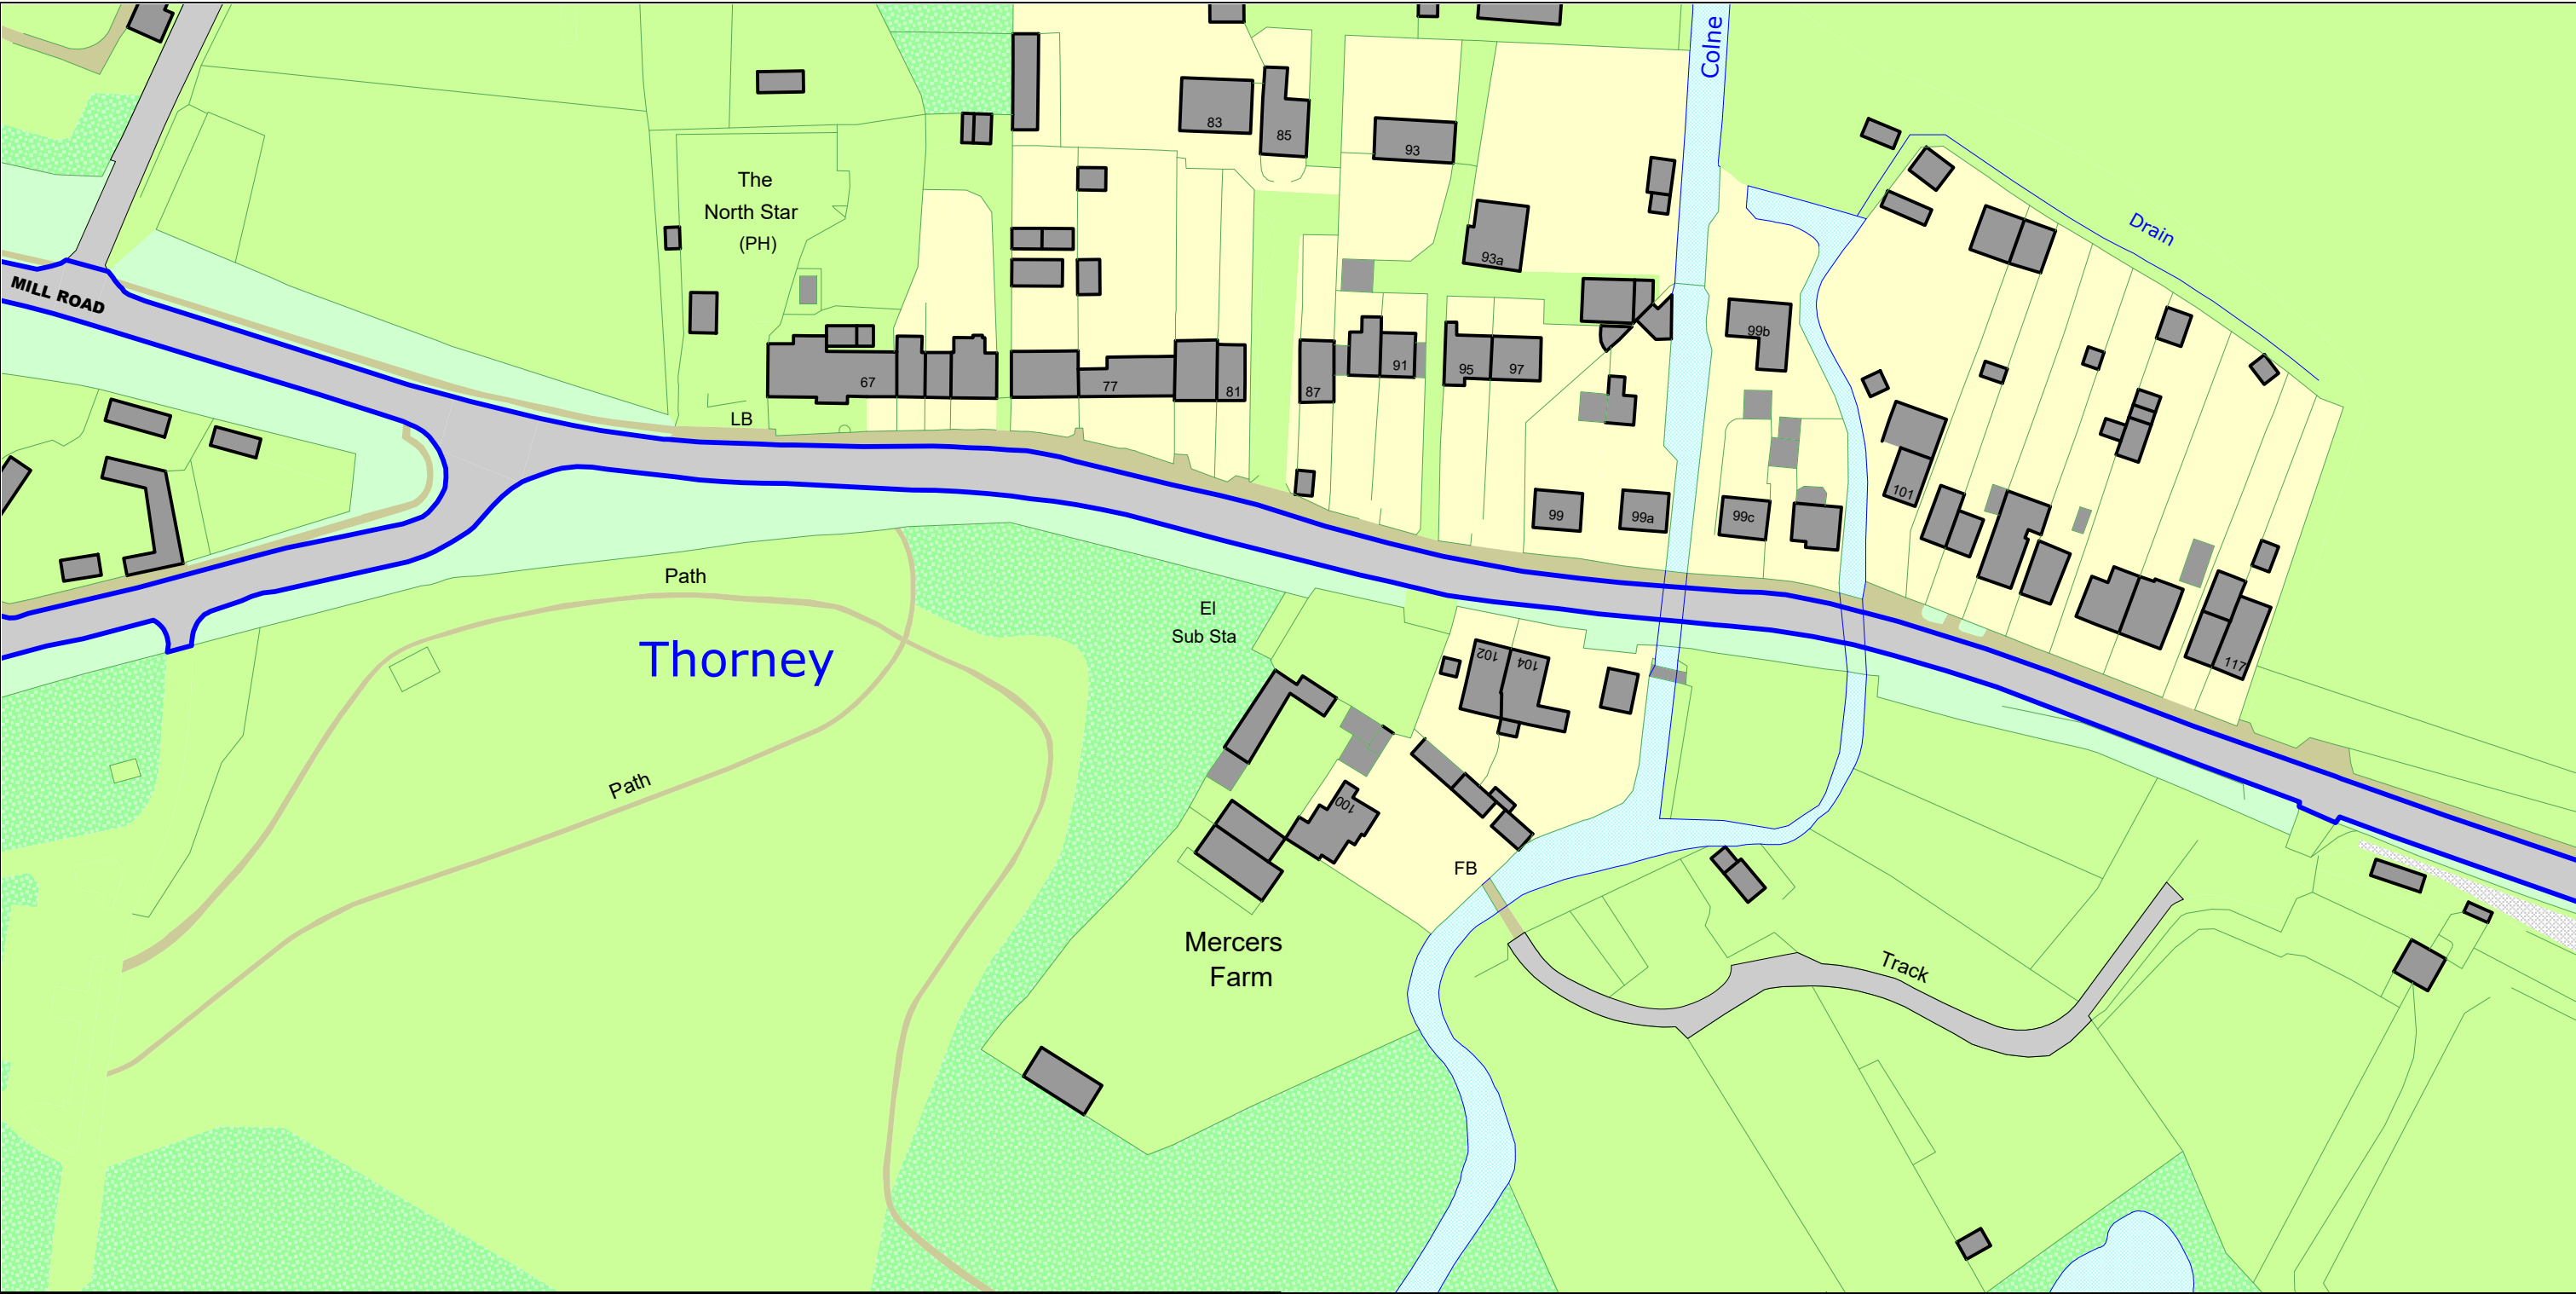 Colne
83
85
93
The
North Star
(PH)
Drain
93a
MILL ROAD
99b
67
77
81
87
91
95
97
LB
101
99
99a
99c
Path
El
Sub Sta
Thorney
102
104
117
Path
100
FB
Mercers
Farm
Track